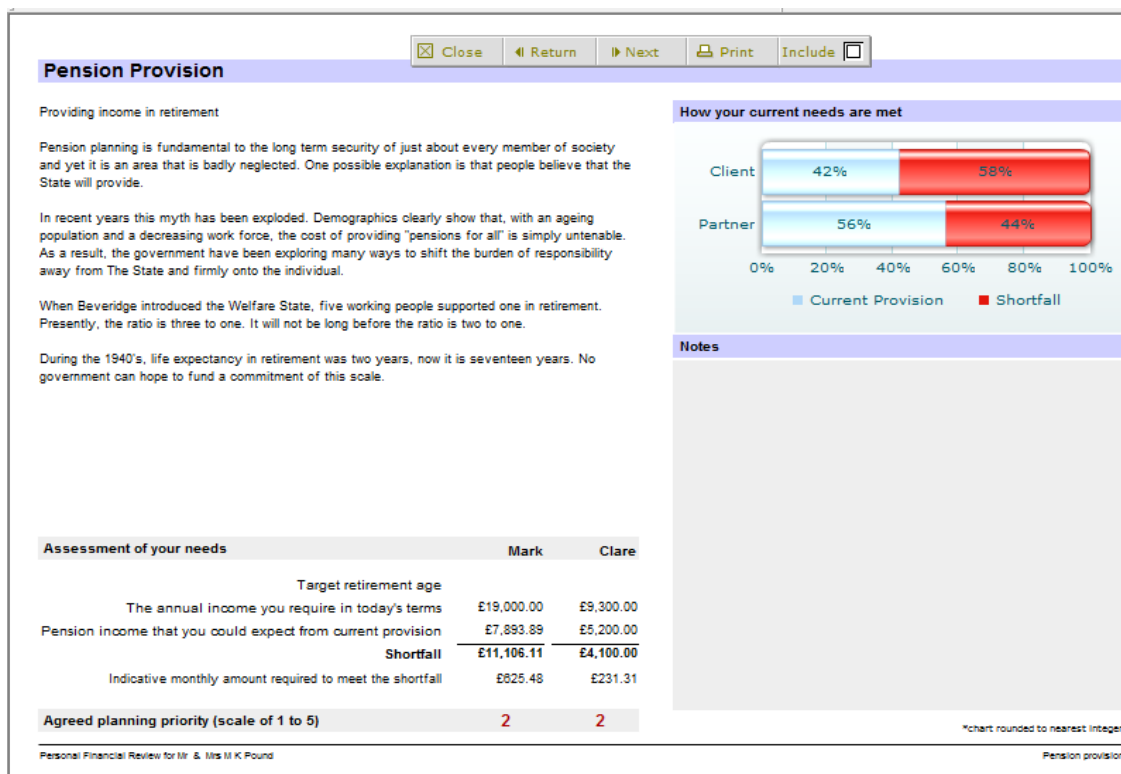 Close Return Next Print Include
Pension Provision
Providing income in retirement
Pension planning is fundamental to the long term security of just about every member of society
and yet it is an area that is badly neglected. One possible explanation is that people believe that the
State will provide.
In recent years this myth has been exploded. Demographics clearly show that, with an ageing
population and a decreasing work force, the cost of providing "pensions for all" is simply untenable.
As a result, the government have been exploring many ways to shift the burden of responsibility
away from The State and firmly onto the individual.
When Beveridge introduced the Welfare State, five working people supported one in retirement.
Presently, the ratio is three to one. It will not be long before the ratio is two to one.
During the 1940's, life expectancy in retirement was two years, now it is seventeen years. No
government can hope to fund a commitment of this scale.
How your current needs are met
Client 42% 58%
Partner 56% 44%
0% 20% 40% 60% 80% 100%
Current Provision Shortfall
Notes
Assessment of your needs Mark Clare
Target retirement age
The annual income you require in today's terms £19,000.00 £9,300.00
Pension income that you could expect from current provision £7,893.89 £5,200.00
Shortfall £11,106.11 £4,100.00
Indicative monthly amount required to meet the shortfall £625.48 £231.31
Agreed planning priority (scale of 1 to 5) 2 2
*chart rounded to nearest integer
Personal Financial Review for Mr & Mrs M K Pound
Pension provision